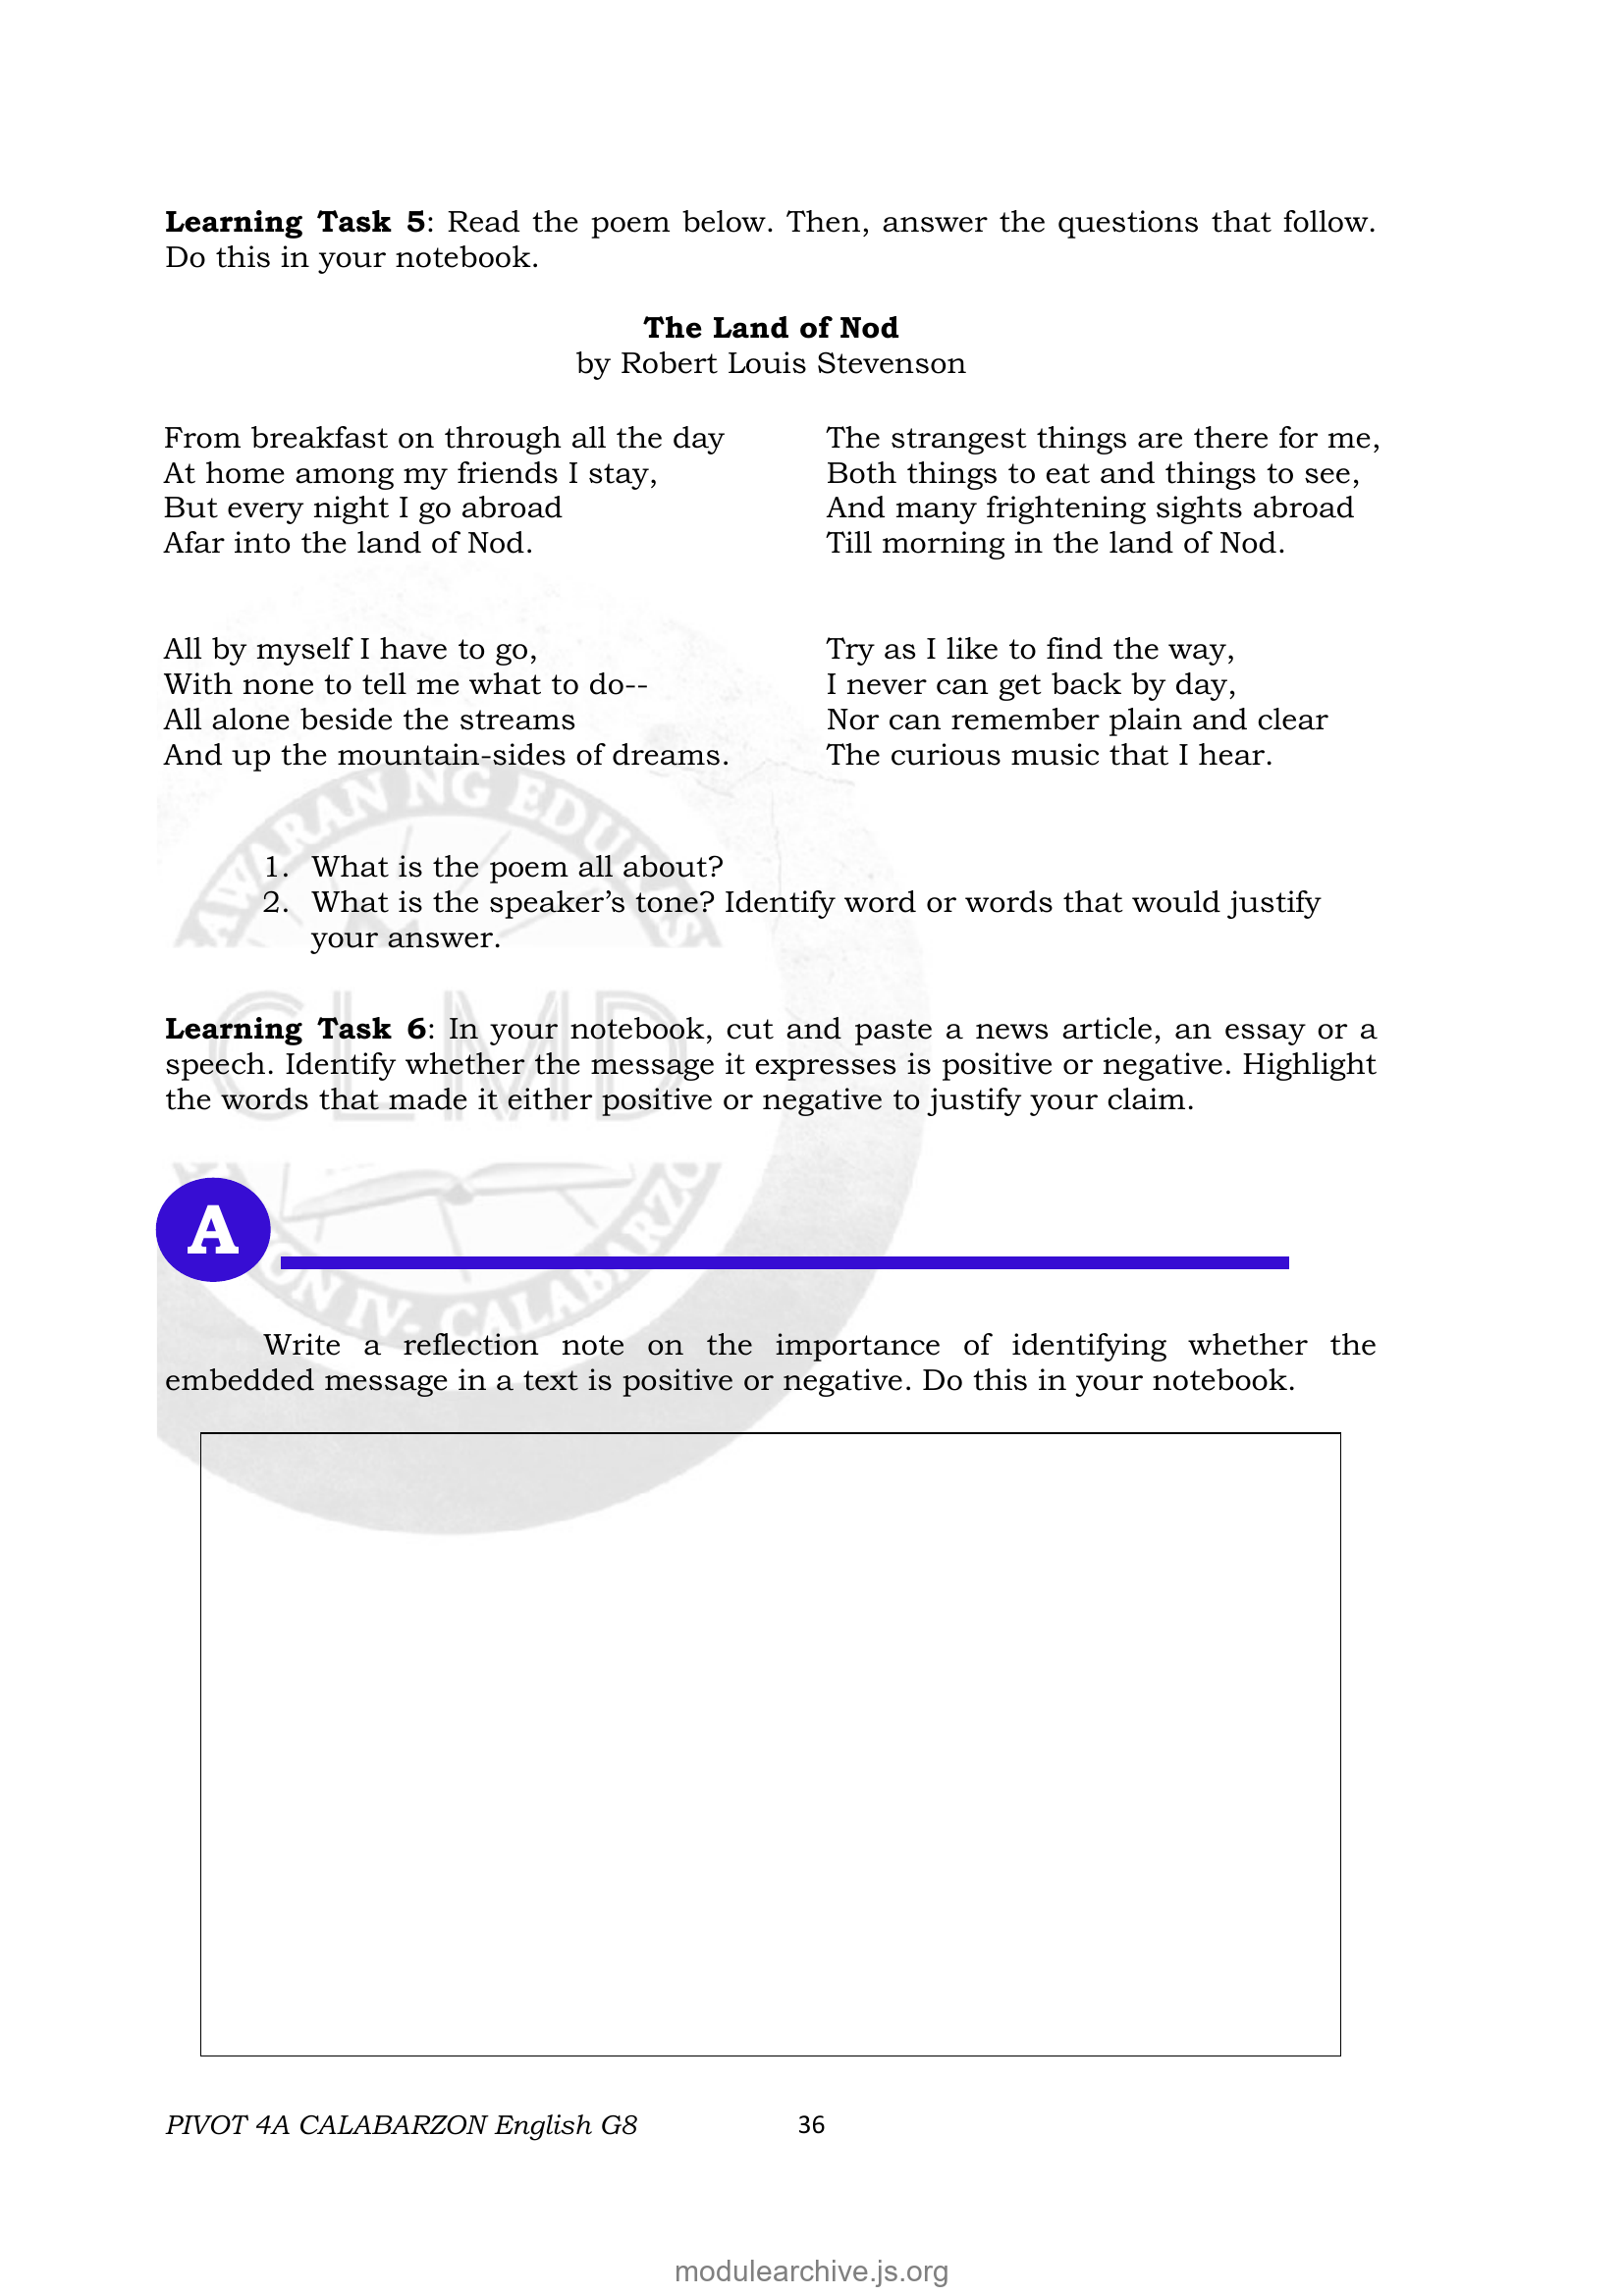 Learning Task 5: Read the poem below. Then, answer the questions that follow.
Do this in your notebook.
The Land of Nod
by Robert Louis Stevenson
From breakfast on through all the day
At home among my friends I stay,
But every night I go abroad
Afar into the land of Nod.
All by myself I have to go,
With none to tell me what to do--
All alone beside the streams
And up the mountain-sides of dreams.
The strangest things are there for me,
Both things to eat and things to see,
And many frightening sights abroad
Till morning in the land of Nod.
Try as I like to find the way,
I never can get back by day,
Nor can remember plain and clear
The curious music that I hear.
1. What is the poem all about?
2. What is the speaker’s tone? Identify word or words that would justify
your answer.
Learning Task 6: In your notebook, cut and paste a news article, an essay or a
speech. Identify whether the message it expresses is positive or negative. Highlight
the words that made it either positive or negative to justify your claim.
CLMD
A
Write a reflection note on the importance of identifying whether the
embedded message in a text is positive or negative. Do this in your notebook.
PIVOT 4A CALABARZON English G8
36
modulearchive.js.org